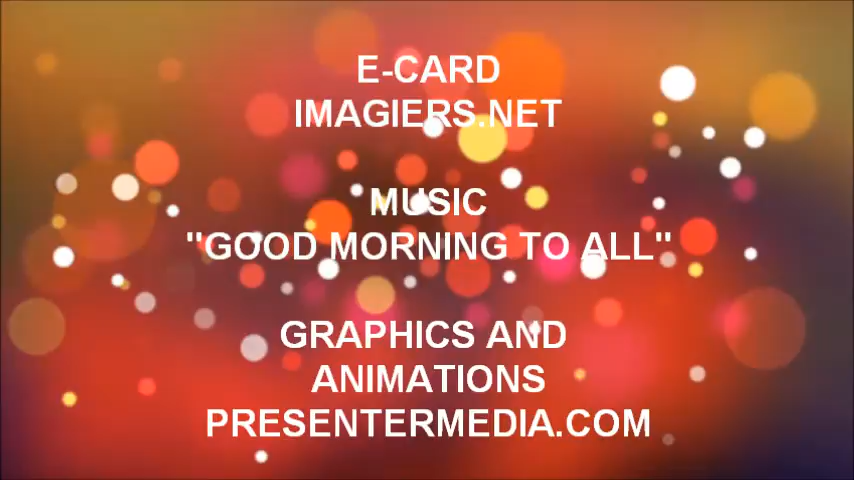 E-CARD
IMAGIERS.NET
MUSIC
"GOOD MORNING TO ALL"
GRAPHICS AND
ANIMATIONS
PRESENTERMEDIA.COM